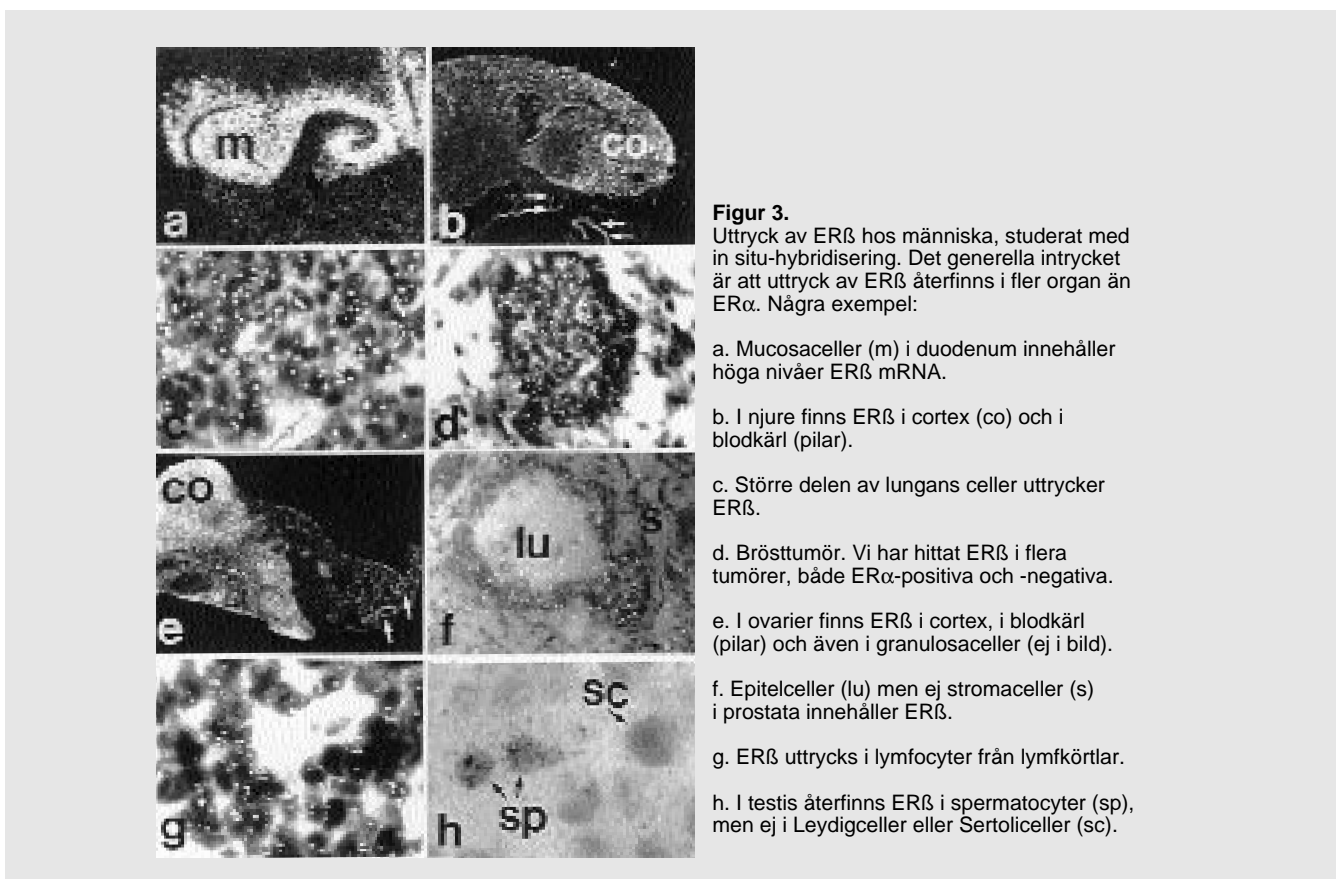 m
a
co
b
c
d
co
e
lu
s
f
g
sc
sp
h
Figur 3.
Uttryck av ERß hos människa, studerat med
in situ-hybridisering. Det generella intrycket
är att uttryck av ERß återfinns i fler organ än
ERα. Några exempel:
a. Mucosaceller (m) i duodenum innehåller
höga nivåer ERß mRNA.
b. I njure finns ERß i cortex (co) och i
blodkärl (pilar).
c. Större delen av lungans celler uttrycker
ERß.
d. Brösttumör. Vi har hittat ERß i flera
tumörer, både ERα-positiva och -negativa.
e. I ovarier finns ERß i cortex, i blodkärl
(pilar) och även i granulosaceller (ej i bild).
f. Epitelceller (lu) men ej stromaceller (s)
i prostata innehåller ERß.
g. ERß uttrycks i lymfocyter från lymfkörtlar.
h. I testis återfinns ERß i spermatocyter (sp),
men ej i Leydigceller eller Sertoliceller (sc).